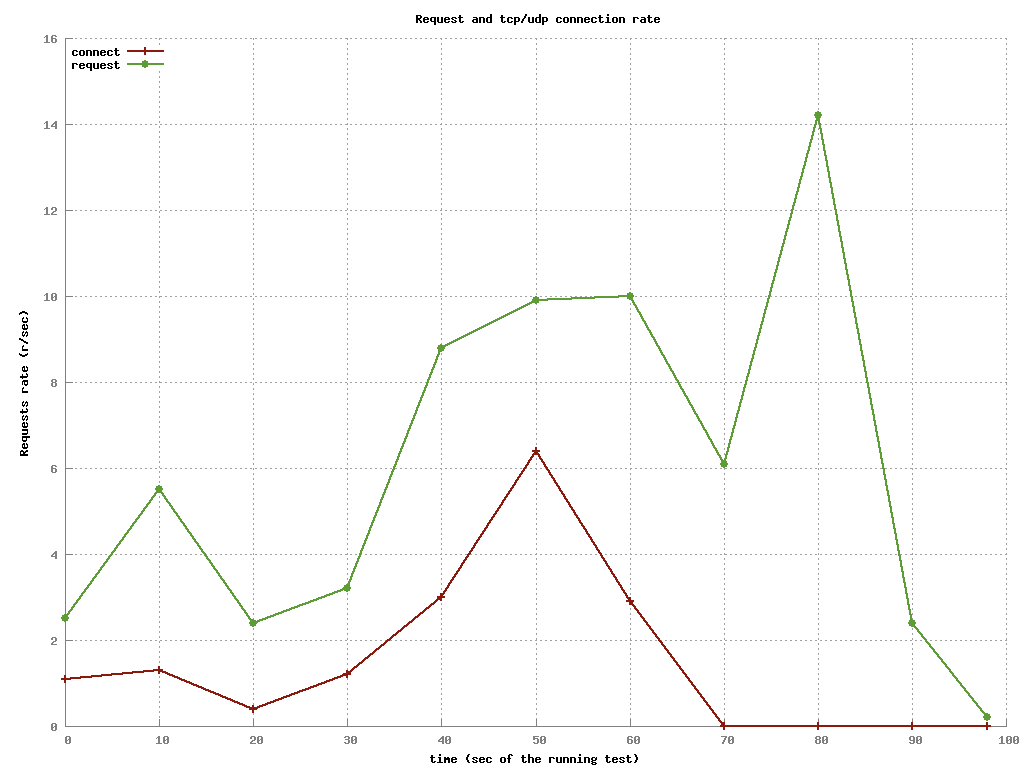 Request and tcp/udp connection rate
connect
request
16
14
12
10
8
6
4
2
0
Requests rate (r/sec)
0 10 20 30 40 50 60 70 80 90 100
time (sec of the running test)